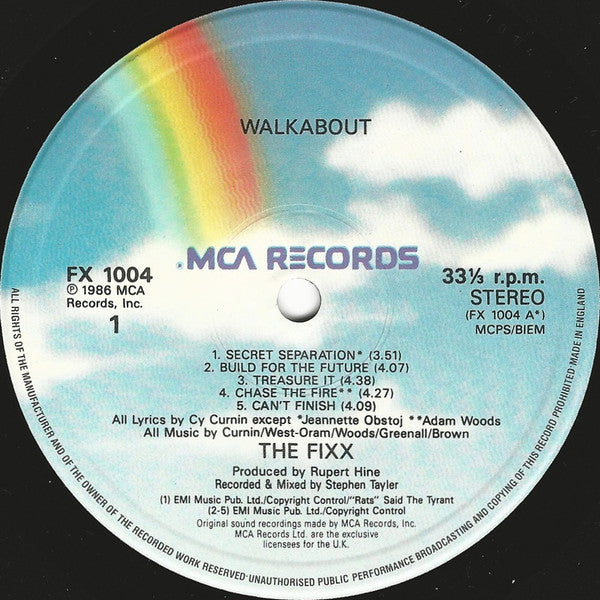 WALKABOUT
.MCA RECORDS
FX 1004
℗ 1986 MCA
Records, Inc.
1
33⅓ r.p.m.
STEREO
(FX 1004 A*)
MCPS/BIEM
1. SECRET SEPARATION* (3.51)
2. BUILD FOR THE FUTURE (4.07)
3. TREASURE IT (4.38)
4. CHASE THE FIRE** (4.27)
5. CAN'T FINISH (4.09)
All Lyrics by Cy Curnin except *Jeannette Obstoj **Adam Woods
All Music by Curnin/West-Oram/Woods/Greenall/Brown
THE FIXX
Produced by Rupert Hine
Recorded & Mixed by Stephen Tayler
(1) EMI Music Pub. Ltd./Copyright Control/"Rats" Said The Tyrant
(2-5) EMI Music Pub. Ltd./Copyright Control
Original sound recordings made by MCA Records, Inc.
MCA Records Ltd. are the exclusive
licensees for the U.K.
ALL RIGHTS OF THE MANUFACTURER AND OF THE OWNER OF THE RECORDED WORK RESERVED·UNAUTHORISED PUBLIC PERFORMANCE BROADCASTING AND COPYING OF THIS RECORD PROHIBITED·MADE IN ENGLAND